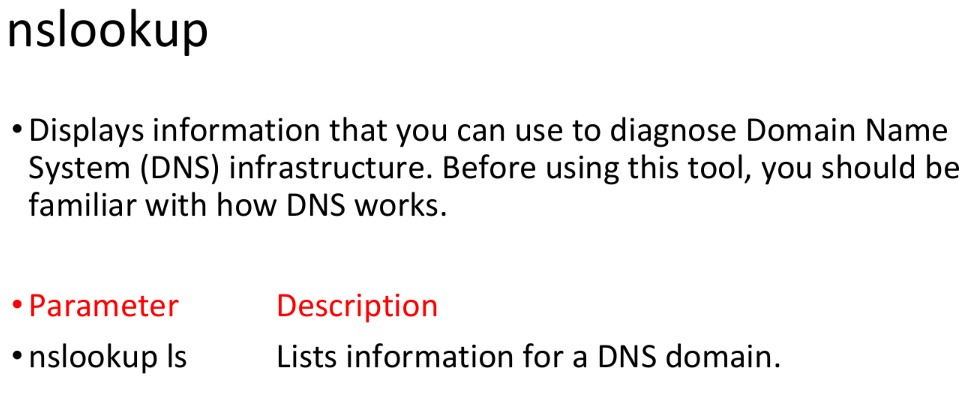 nslookup
• Displays information that you can use to diagnose Domain Name
System (DNS) infrastructure. Before using this tool, you should be
familiar with how DNS works.
• Parameter Description
• nslookup ls Lists information for a DNS domain.